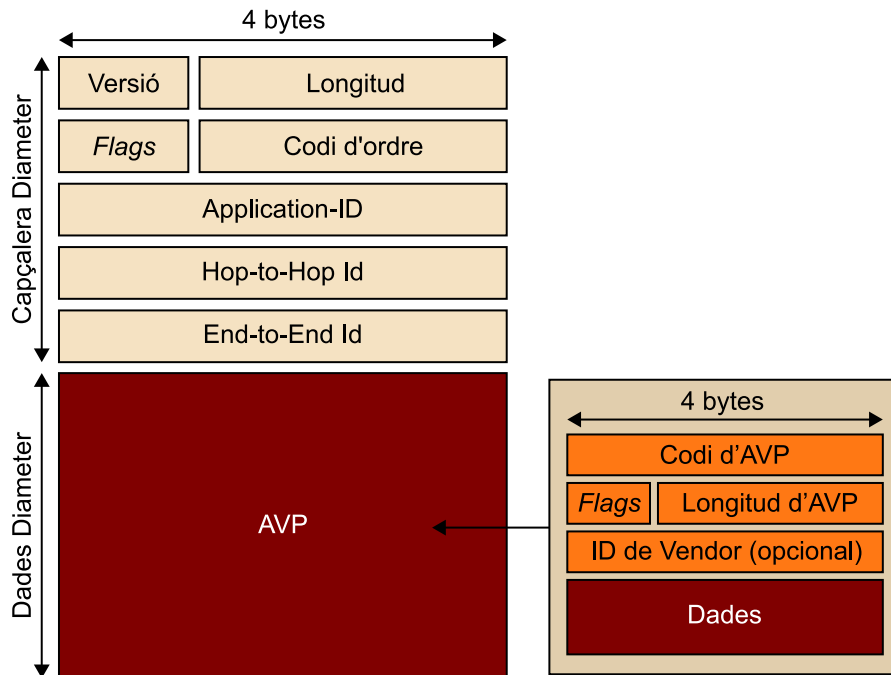 4 bytes
Versió
Longitud
Flags
Codi d'ordre
Application-ID
Hop-to-Hop Id
End-to-End Id
Capçalera Diameter
AVP
Dades Diameter
4 bytes
Codi d’AVP
Flags
Longitud d’AVP
ID de Vendor (opcional)
Dades